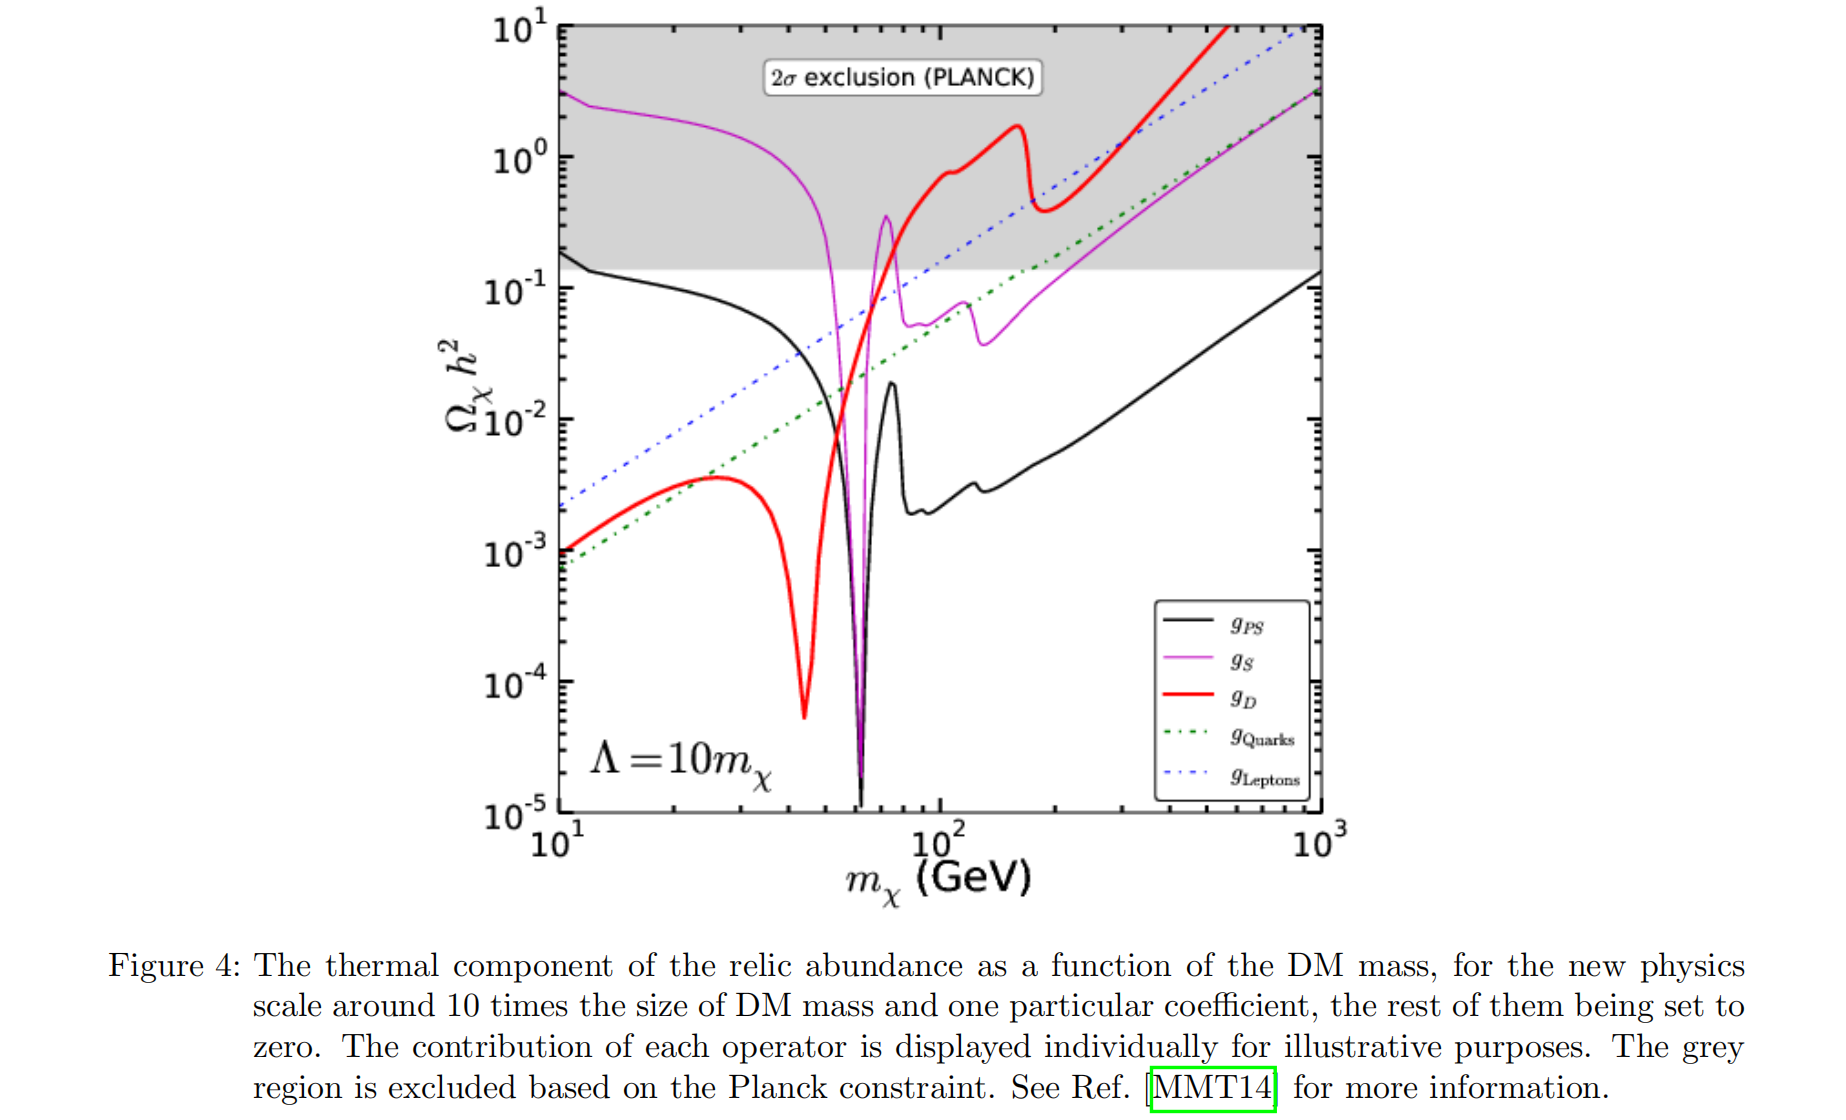 10^1
2σ exclusion (PLANCK)
10^0
10^-1
Ω_χ h^2
10^-2
10^-3
g_PS
g_S
10^-4
g_D
g_Quarks
Λ = 10m_χ
g_Leptons
10^-5
10^1 10^2 10^3
m_χ (GeV)
Figure 4: The thermal component of the relic abundance as a function of the DM mass, for the new physics
scale around 10 times the size of DM mass and one particular coefficient, the rest of them being set to
zero. The contribution of each operator is displayed individually for illustrative purposes. The grey
region is excluded based on the Planck constraint. See Ref. [MMT14] for more information.